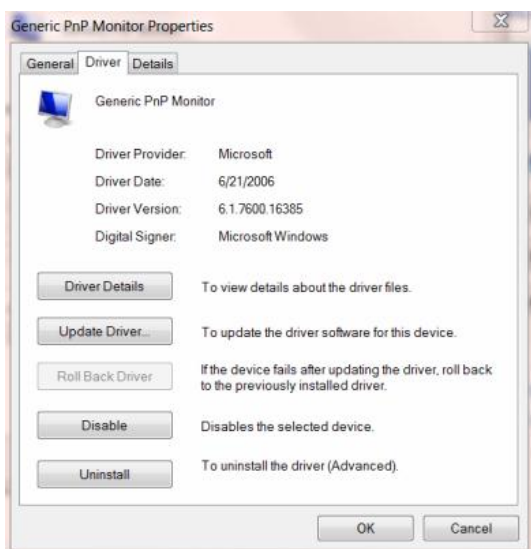 Generic PnP Monitor Properties
General Driver Details
Generic PnP Monitor
Driver Provider: Microsoft
Driver Date: 6/21/2006
Driver Version: 6.1.7600.16385
Digital Signer: Microsoft Windows
Driver Details To view details about the driver files.
Update Driver... To update the driver software for this device.
Roll Back Driver If the device fails after updating the driver, roll back
to the previously installed driver.
Disable Disables the selected device.
Uninstall To uninstall the driver (Advanced).
OK Cancel